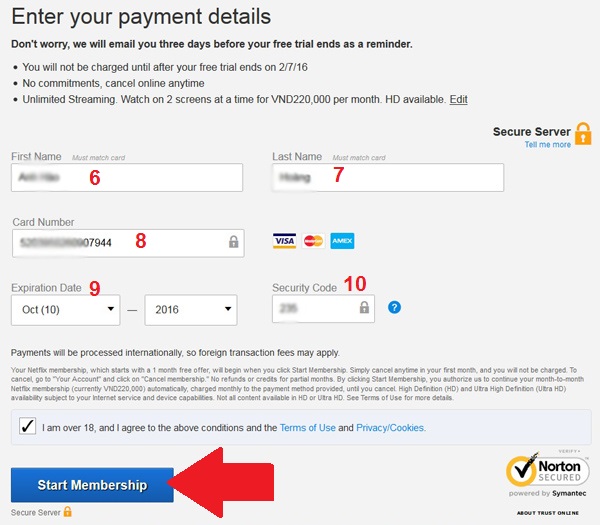 Enter your payment details
Don't worry, we will email you three days before your free trial ends as a reminder.
• You will not be charged until after your free trial ends on 2/7/16
• No commitments, cancel online anytime
• Unlimited Streaming. Watch on 2 screens at a time for VND220,000 per month. HD available. Edit
Secure Server
Tell me more
First Name Must match card
Last Name Must match card
6
7
Card Number
07944
8
VISA MasterCard AMEX
Expiration Date 9
Security Code 10
Oct (10) — 2016
?
Payments will be processed internationally, so foreign transaction fees may apply.
Your Netflix membership, which starts with a 1 month free offer, will begin when you click Start Membership. Simply cancel anytime in your first month, and you will not be charged. To
cancel, go to "Your Account" and click on "Cancel membership." No refunds or credits for partial months. By clicking Start Membership, you authorize us to continue your month-to-month
Netflix membership (currently VND220,000) automatically, charged monthly to the payment method provided, until you cancel. High Definition (HD) and Ultra High Definition (Ultra HD)
availability subject to your Internet service and device capabilities. Not all content available in HD or Ultra HD. See Terms of Use for more details.
I am over 18, and I agree to the above conditions and the Terms of Use and Privacy/Cookies.
Start Membership
Secure Server
VERIFY
Norton
SECURED
powered by Symantec
ABOUT TRUST ONLINE